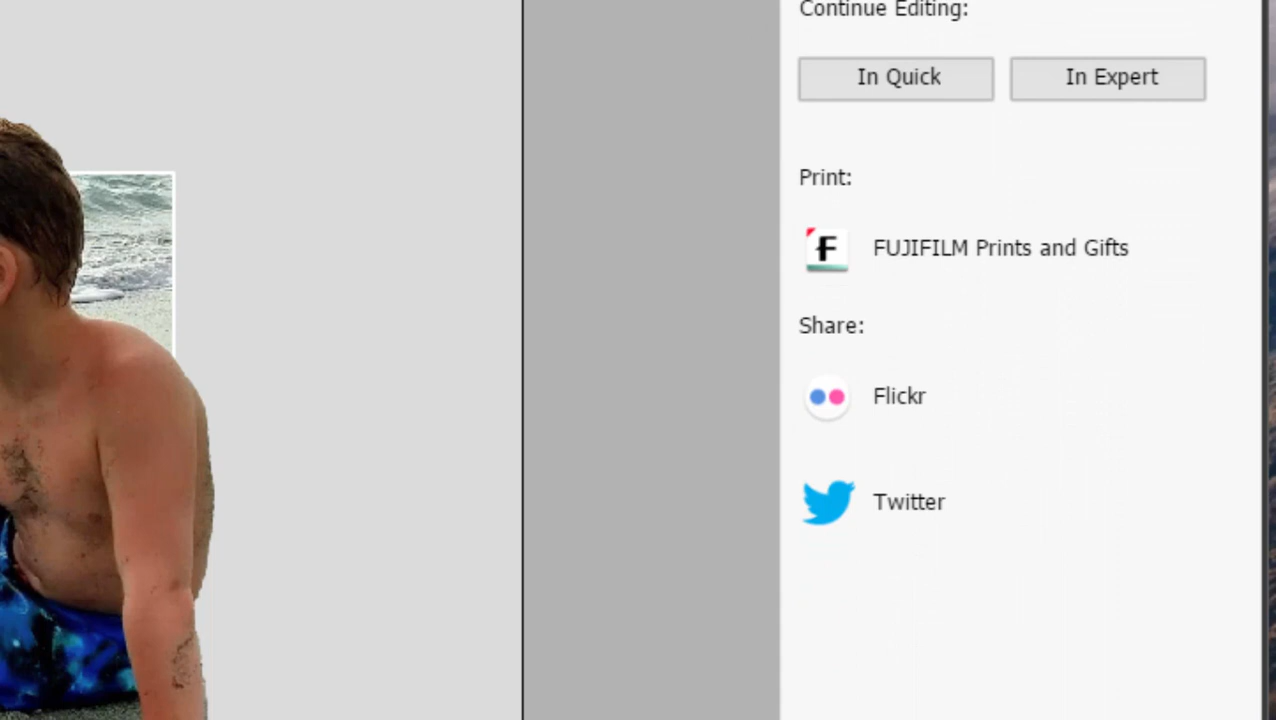 Continue Editing:
In Quick
In Expert
Print:
FUJIFILM Prints and Gifts
Share:
Flickr
Twitter